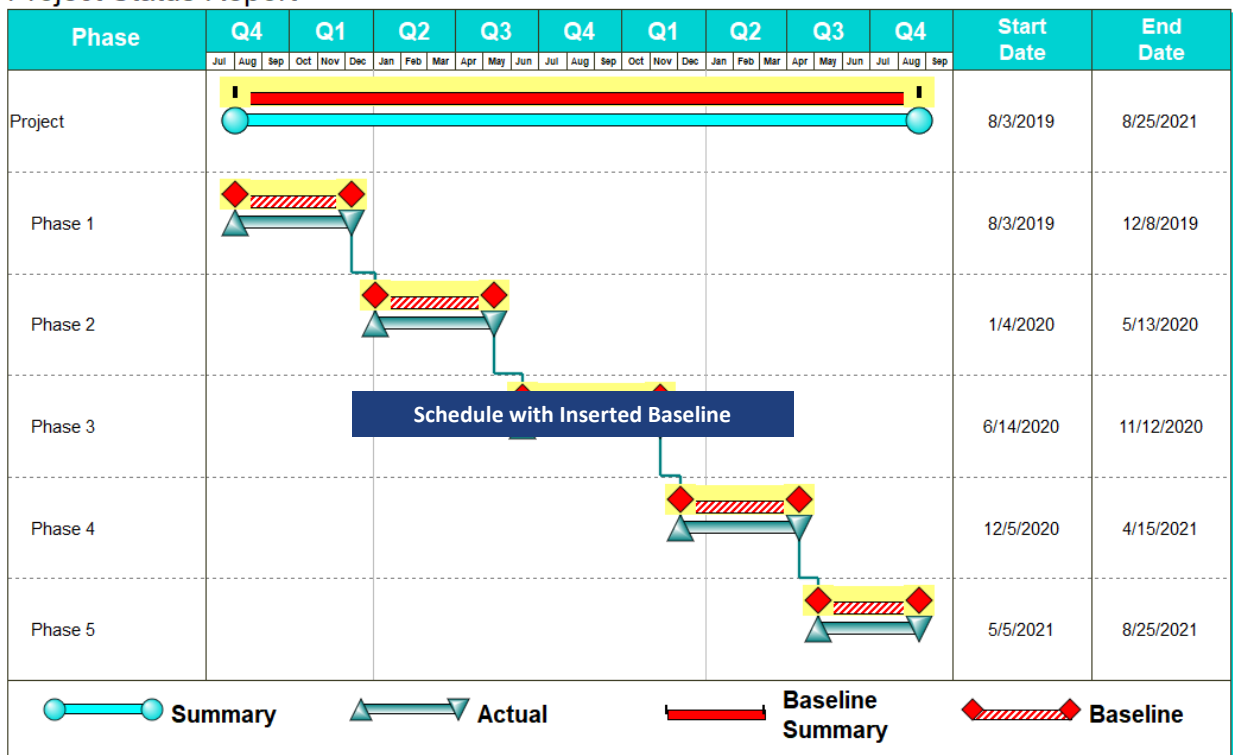 Phase Q4 Q1 Q2 Q3 Q4 Q1 Q2 Q3 Q4 Start Date End Date
Jul Aug Sep Oct Nov Dec Jan Feb Mar Apr May Jun Jul Aug Sep Oct Nov Dec Jan Feb Mar Apr May Jun Jul Aug Sep
Project 8/3/2019 8/25/2021
Phase 1 8/3/2019 12/8/2019
Phase 2 1/4/2020 5/13/2020
Schedule with Inserted Baseline
Phase 3 6/14/2020 11/12/2020
Phase 4 12/5/2020 4/15/2021
Phase 5 5/5/2021 8/25/2021
Summary Actual Baseline Summary Baseline